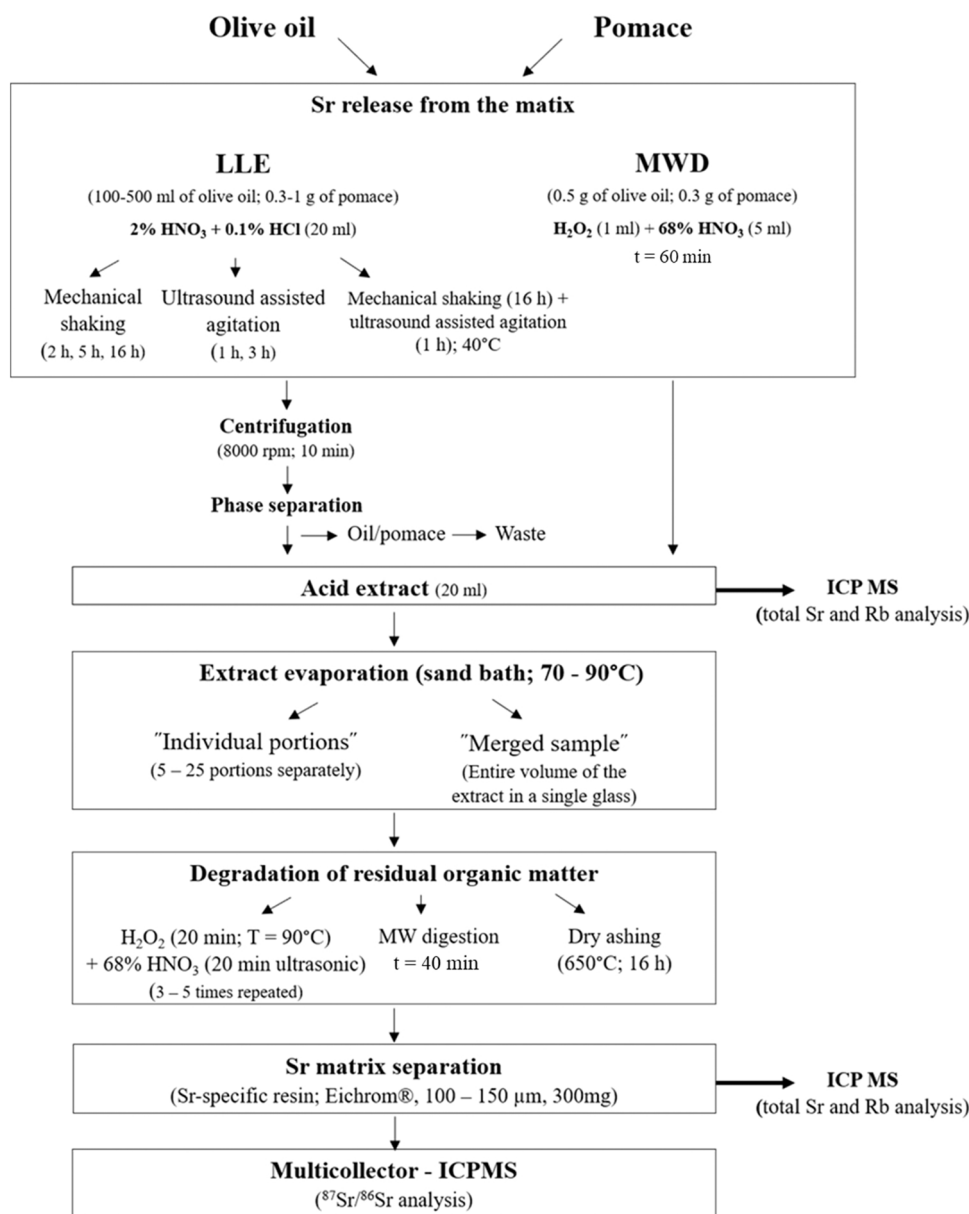 Olive oil
Pomace
Sr release from the matix
LLE
(100-500 ml of olive oil; 0.3-1 g of pomace)
2% HNO₃ + 0.1% HCl (20 ml)
Mechanical
shaking
(2 h, 5 h, 16 h)
Ultrasound assisted
agitation
(1 h, 3 h)
Mechanical shaking (16 h) +
ultrasound assisted agitation
(1 h); 40°C
MWD
(0.5 g of olive oil; 0.3 g of pomace)
H₂O₂ (1 ml) + 68% HNO₃ (5 ml)
t = 60 min
Centrifugation
(8000 rpm; 10 min)
Phase separation
Oil/pomace
Waste
Acid extract (20 ml)
ICP MS
(total Sr and Rb analysis)
Extract evaporation (sand bath; 70 - 90°C)
″Individual portions″
(5 – 25 portions separately)
″Merged sample″
(Entire volume of the
extract in a single glass)
Degradation of residual organic matter
H₂O₂ (20 min; T = 90°C)
+ 68% HNO₃ (20 min ultrasonic)
(3 – 5 times repeated)
MW digestion
t = 40 min
Dry ashing
(650°C; 16 h)
Sr matrix separation
(Sr-specific resin; Eichrom®, 100 – 150 µm, 300mg)
ICP MS
(total Sr and Rb analysis)
Multicollector - ICPMS
(⁸⁷Sr/⁸⁶Sr analysis)